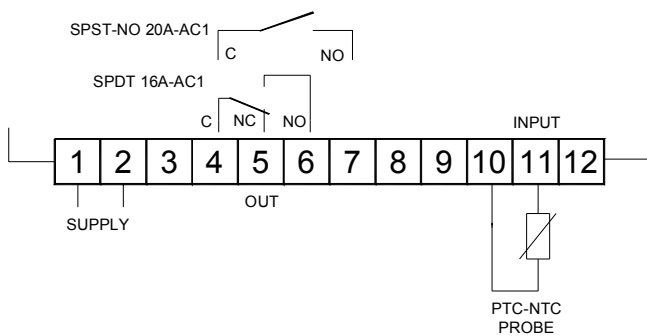 SPST-NO 20A-AC1
C NO
SPDT 16A-AC1
C NC NO
INPUT
1 2 3 4 5 6 7 8 9 10 11 12
OUT
SUPPLY
PTC-NTC
PROBE